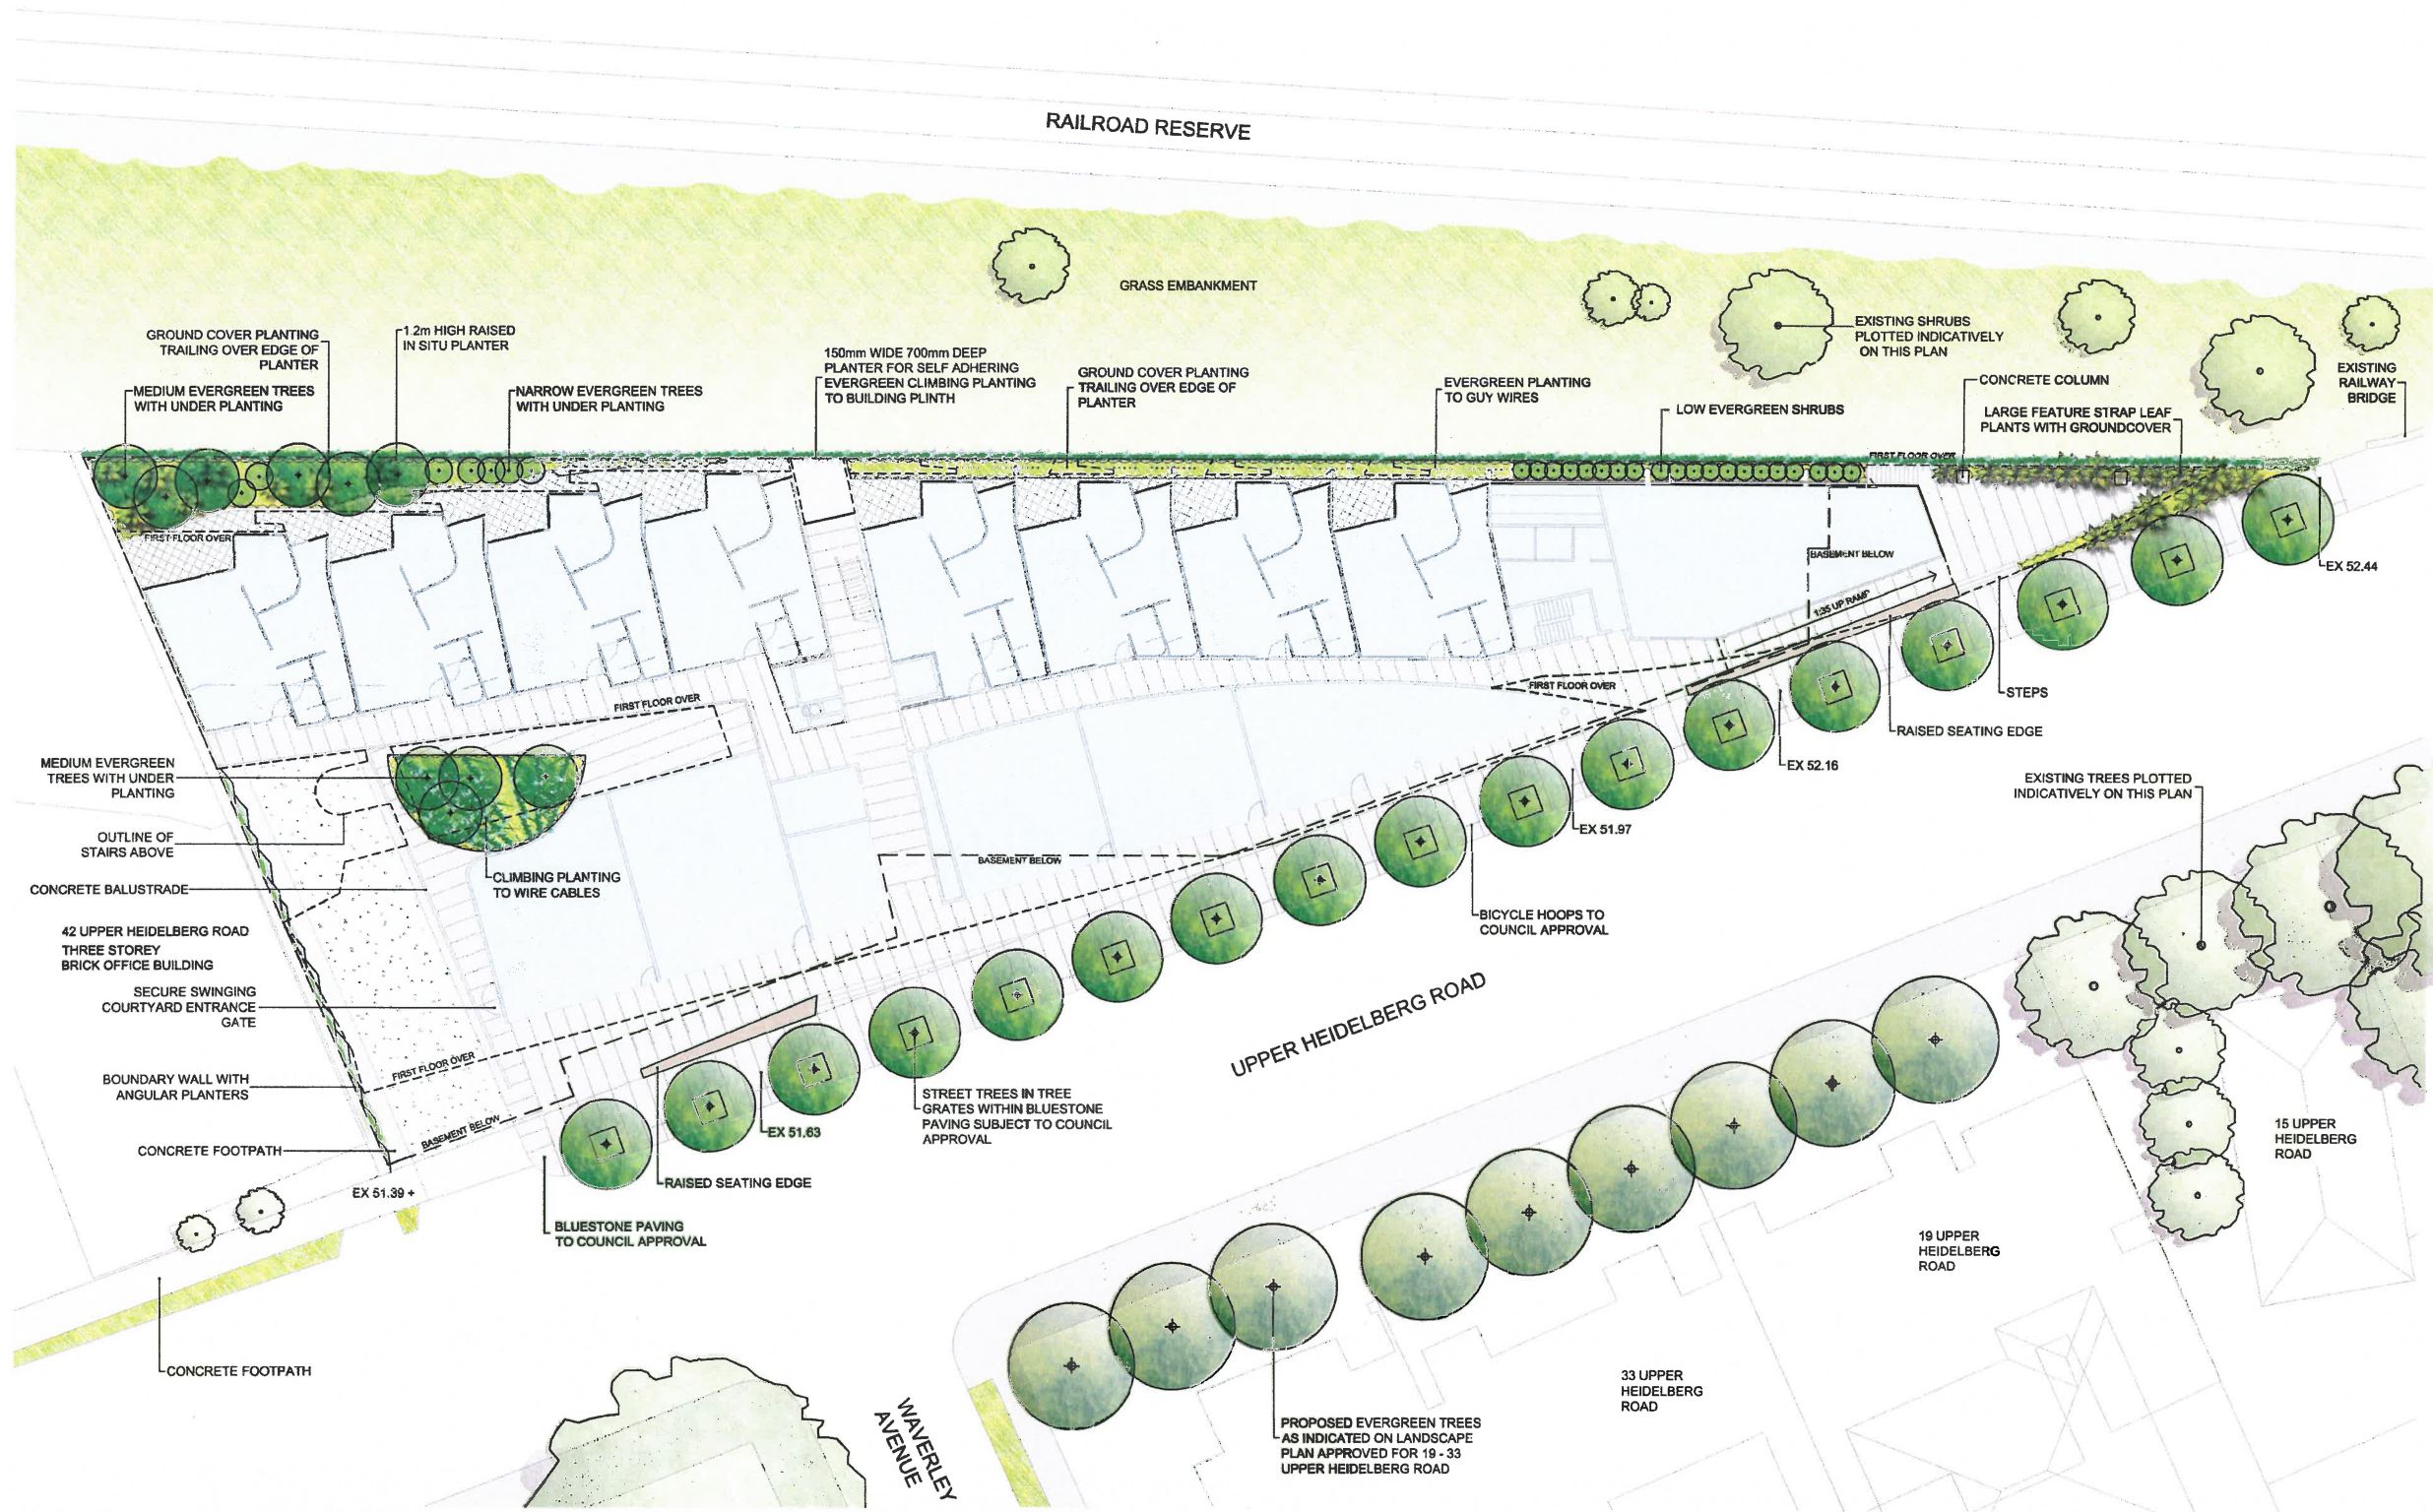 RAILROAD RESERVE
GRASS EMBANKMENT
GROUND COVER PLANTING
TRAILING OVER EDGE OF
PLANTER
1.2m HIGH RAISED
IN SITU PLANTER
MEDIUM EVERGREEN TREES
WITH UNDER PLANTING
NARROW EVERGREEN TREES
WITH UNDER PLANTING
150mm WIDE 700mm DEEP
PLANTER FOR SELF ADHERING
EVERGREEN CLIMBING PLANTING
TO BUILDING PLINTH
GROUND COVER PLANTING
TRAILING OVER EDGE OF
PLANTER
EVERGREEN PLANTING
TO GUY WIRES
EXISTING SHRUBS
PLOTTED INDICATIVELY
ON THIS PLAN
LOW EVERGREEN SHRUBS
CONCRETE COLUMN
LARGE FEATURE STRAP LEAF
PLANTS WITH GROUNDCOVER
EXISTING
RAILWAY
BRIDGE
FIRST FLOOR OVER
FIRST FLOOR OVER
BASEMENT BELOW
EX 52.44
1:35 UP RAMP
STEPS
FIRST FLOOR OVER
FIRST FLOOR OVER
RAISED SEATING EDGE
EX 52.16
MEDIUM EVERGREEN
TREES WITH UNDER
PLANTING
EXISTING TREES PLOTTED
INDICATIVELY ON THIS PLAN
OUTLINE OF
STAIRS ABOVE
EX 51.97
BASEMENT BELOW
CLIMBING PLANTING
TO WIRE CABLES
CONCRETE BALUSTRADE
BICYCLE HOOPS TO
COUNCIL APPROVAL
42 UPPER HEIDELBERG ROAD
THREE STOREY
BRICK OFFICE BUILDING
SECURE SWINGING
COURTYARD ENTRANCE
GATE
UPPER HEIDELBERG ROAD
FIRST FLOOR OVER
BOUNDARY WALL WITH
ANGULAR PLANTERS
STREET TREES IN TREE
GRATES WITHIN BLUESTONE
PAVING SUBJECT TO COUNCIL
APPROVAL
EX 51.63
BASEMENT BELOW
CONCRETE FOOTPATH
15 UPPER
HEIDELBERG
ROAD
RAISED SEATING EDGE
EX 51.39 +
BLUESTONE PAVING
TO COUNCIL APPROVAL
19 UPPER
HEIDELBERG
ROAD
CONCRETE FOOTPATH
33 UPPER
HEIDELBERG
ROAD
WAVERLEY
AVENUE
PROPOSED EVERGREEN TREES
AS INDICATED ON LANDSCAPE
PLAN APPROVED FOR 19 - 33
UPPER HEIDELBERG ROAD